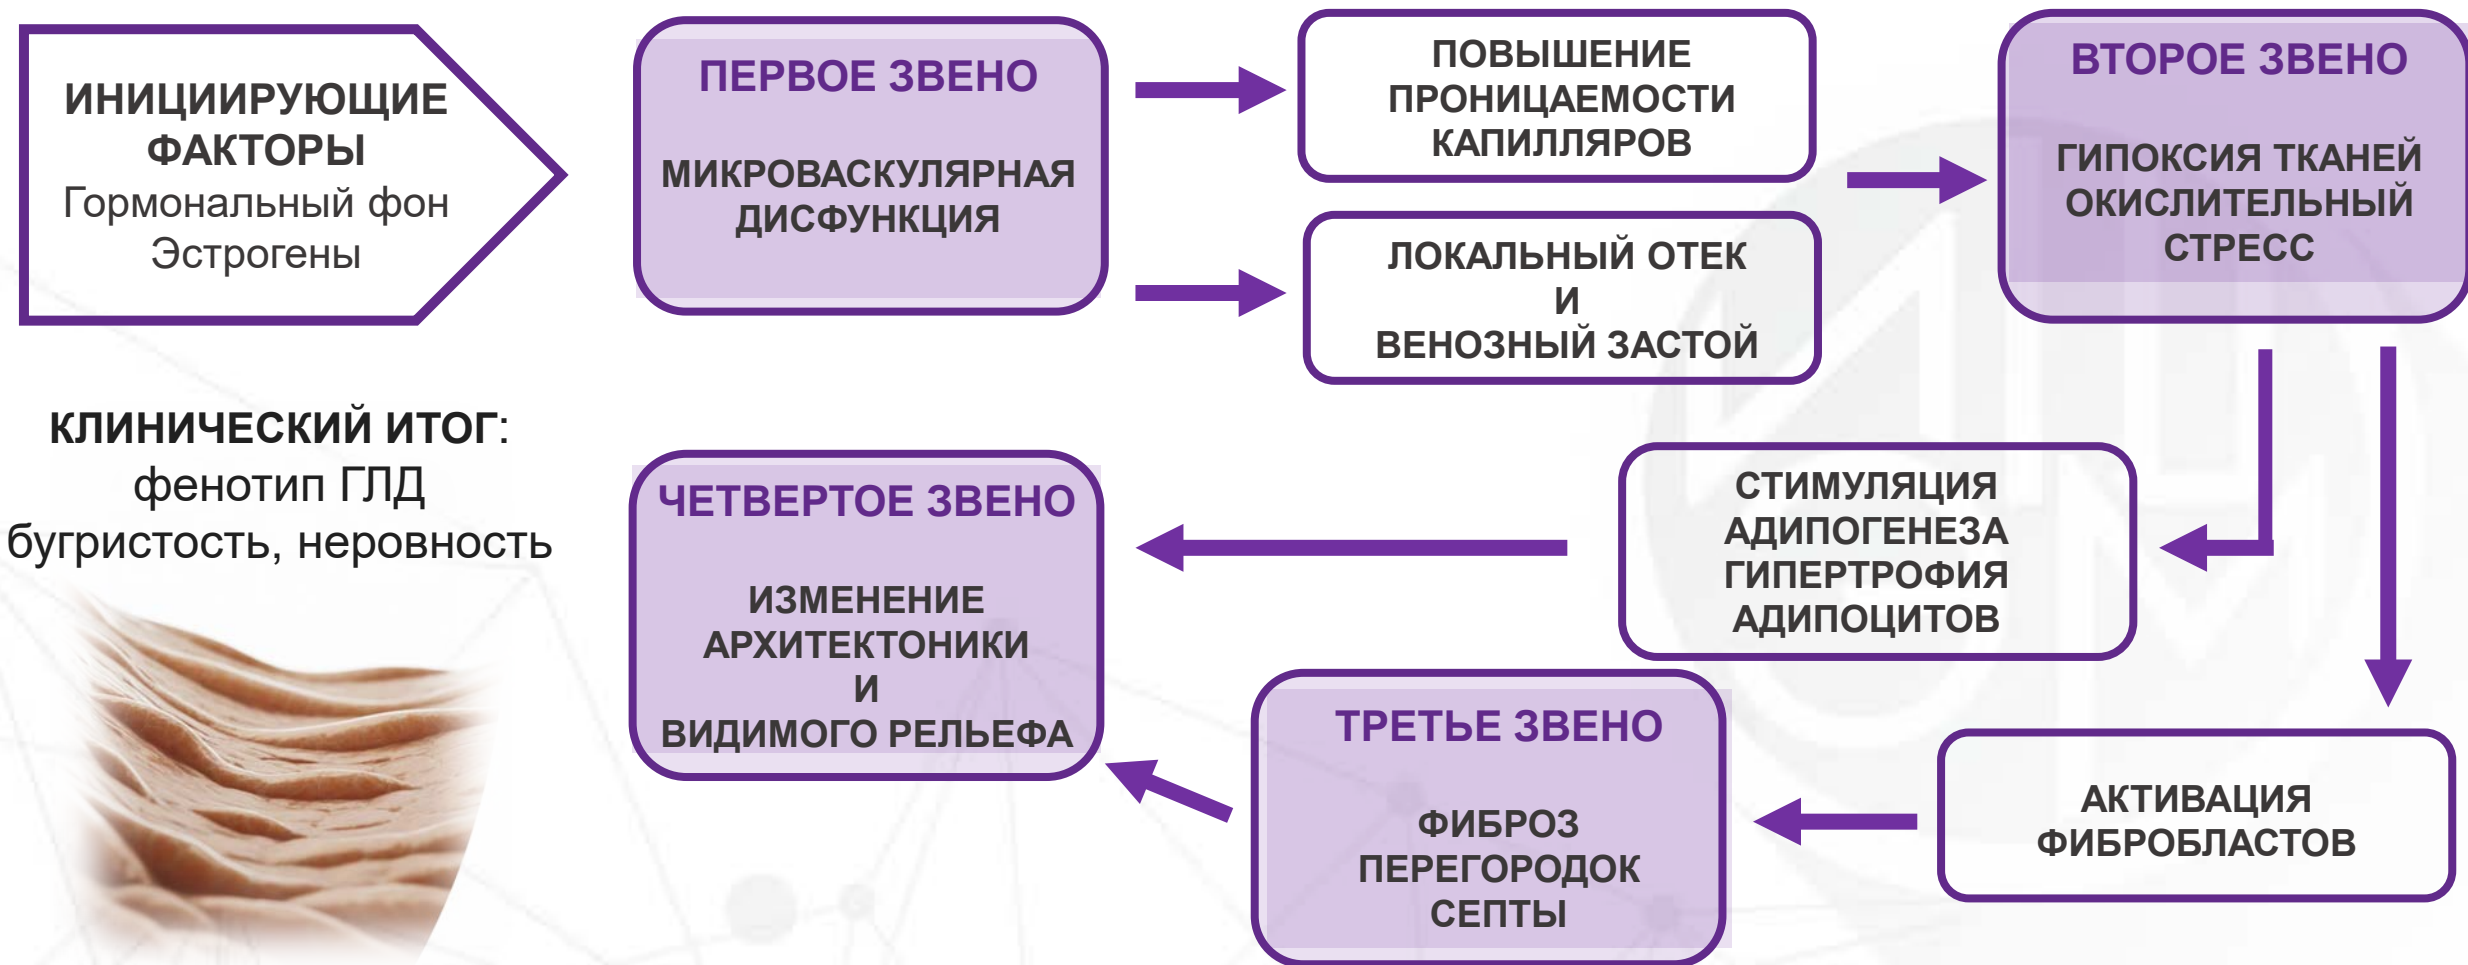 ИНИЦИИРУЮЩИЕ
ФАКТОРЫ
Гормональный фон
Эстрогены
ПЕРВОЕ ЗВЕНО
МИКРОВАСКУЛЯРНАЯ
ДИСФУНКЦИЯ
ПОВЫШЕНИЕ
ПРОНИЦАЕМОСТИ
КАПИЛЛЯРОВ
ЛОКАЛЬНЫЙ ОТЕК
И
ВЕНОЗНЫЙ ЗАСТОЙ
ВТОРОЕ ЗВЕНО
ГИПОКСИЯ ТКАНЕЙ
ОКИСЛИТЕЛЬНЫЙ
СТРЕСС
СТИМУЛЯЦИЯ
АДИПОГЕНЕЗА
ГИПЕРТРОФИЯ
АДИПОЦИТОВ
АКТИВАЦИЯ
ФИБРОБЛАСТОВ
ТРЕТЬЕ ЗВЕНО
ФИБРОЗ
ПЕРЕГОРОДОК
СЕПТЫ
ЧЕТВЕРТОЕ ЗВЕНО
ИЗМЕНЕНИЕ
АРХИТЕКТОНИКИ
И
ВИДИМОГО РЕЛЬЕФА
КЛИНИЧЕСКИЙ ИТОГ:
фенотип ГЛД
бугристость, неровность